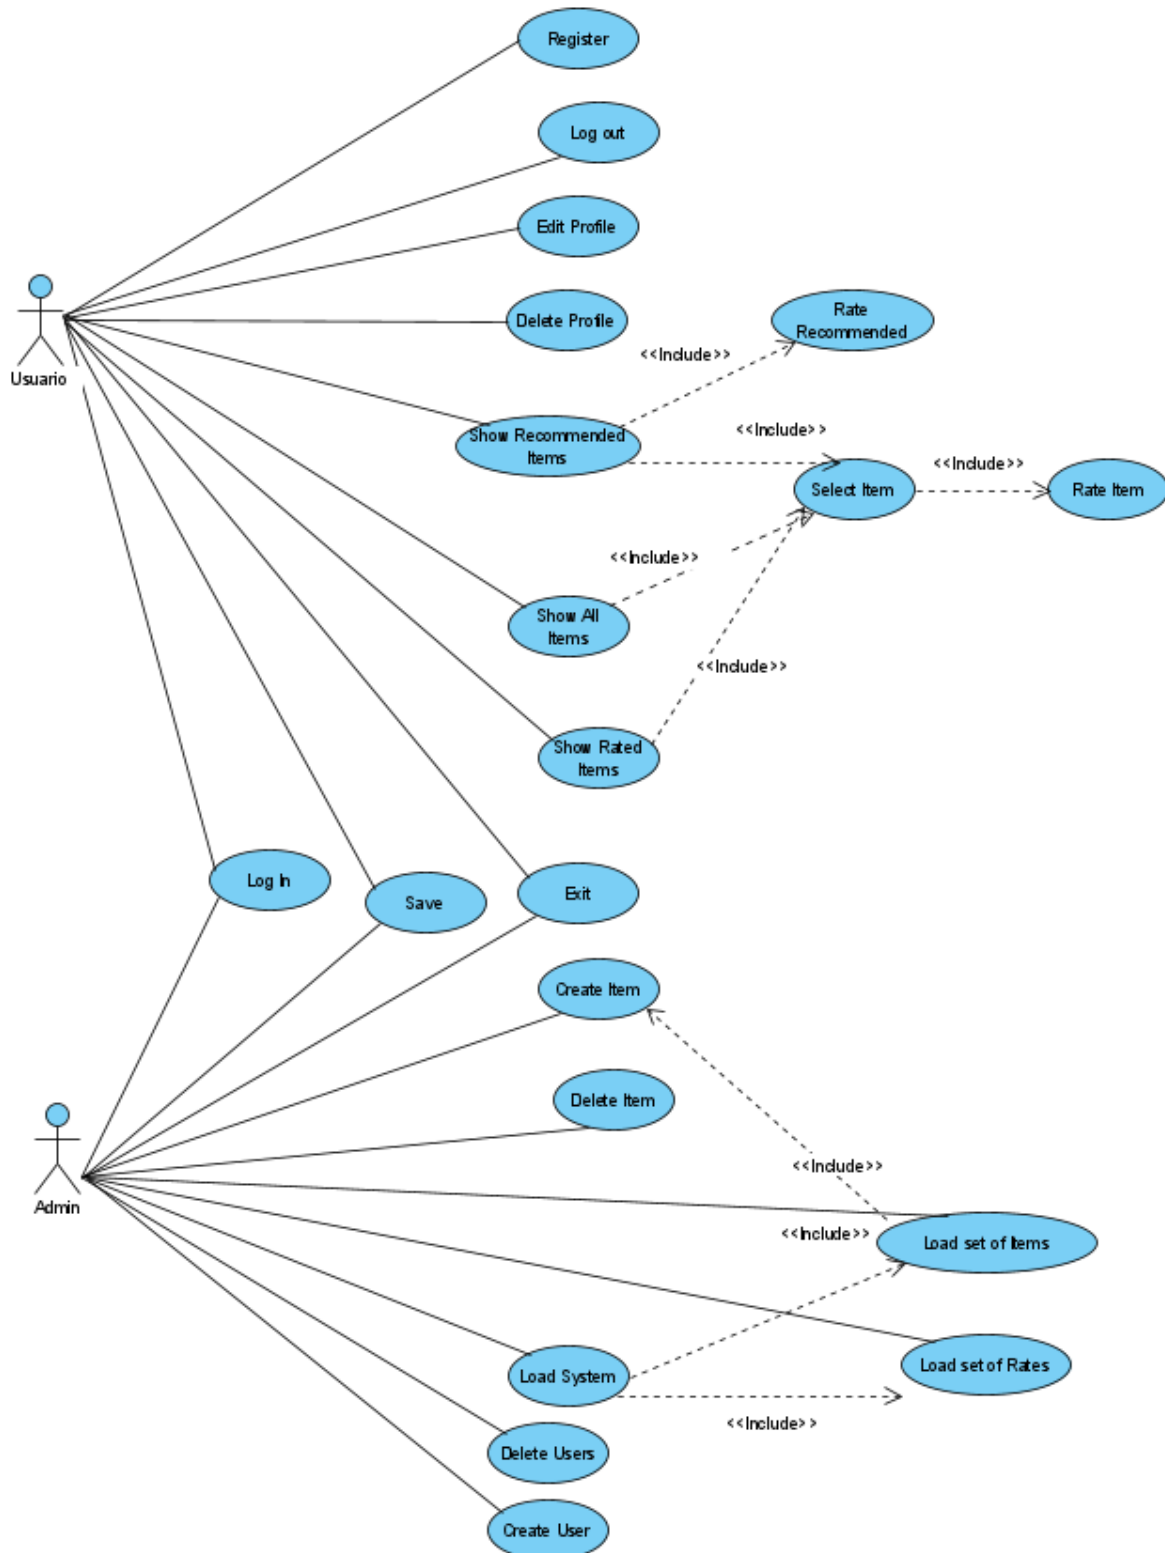 Register
Log out
Edit Profile
Delete Profile
Rate
Recommended
<<Include>>
Usuario
Show Recommended
Items
<<Include>>
Select Item
<<Include>>
Rate Item
<<Include>>
Show All
Items
<<Include>>
Show Rated
Items
Log In
Save
Exit
Create Item
Delete Item
<<Include>>
Admin
<<Include>>
Load set of Items
Load set of Rates
Load System
<<Include>>
Delete Users
Create User